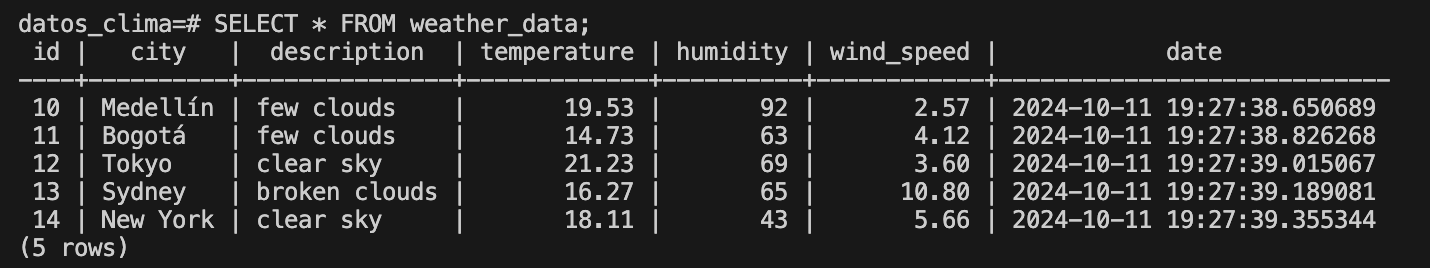 datos_clima=# SELECT * FROM weather_data;
 id |   city   | description   | temperature | humidity | wind_speed |            date
----+----------+---------------+-------------+----------+------------+----------------------------
 10 | Medellín | few clouds    |       19.53 |       92 |       2.57 | 2024-10-11 19:27:38.650689
 11 | Bogotá   | few clouds    |       14.73 |       63 |       4.12 | 2024-10-11 19:27:38.826268
 12 | Tokyo    | clear sky     |       21.23 |       69 |       3.60 | 2024-10-11 19:27:39.015067
 13 | Sydney   | broken clouds |       16.27 |       65 |      10.80 | 2024-10-11 19:27:39.189081
 14 | New York | clear sky     |       18.11 |       43 |       5.66 | 2024-10-11 19:27:39.355344
(5 rows)